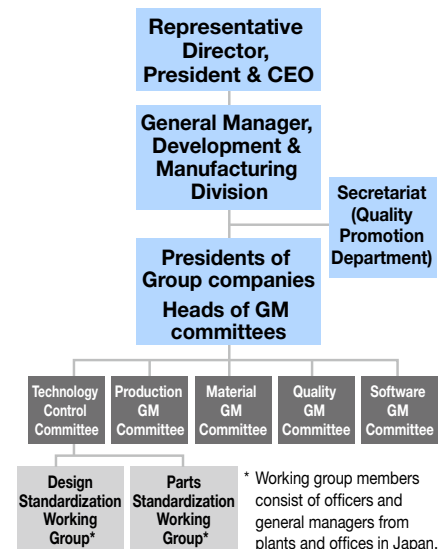 Representative
Director,
President & CEO
General Manager,
Development &
Manufacturing
Division
Secretariat
(Quality
Promotion
Department)
Presidents of
Group companies
Heads of GM
committees
Technology
Control
Committee
Production
GM
Committee
Material
GM
Committee
Quality
GM
Committee
Software
GM
Committee
Design
Standardization
Working
Group*
Parts
Standardization
Working
Group*
* Working group members
consist of officers and
general managers from
plants and offices in Japan.